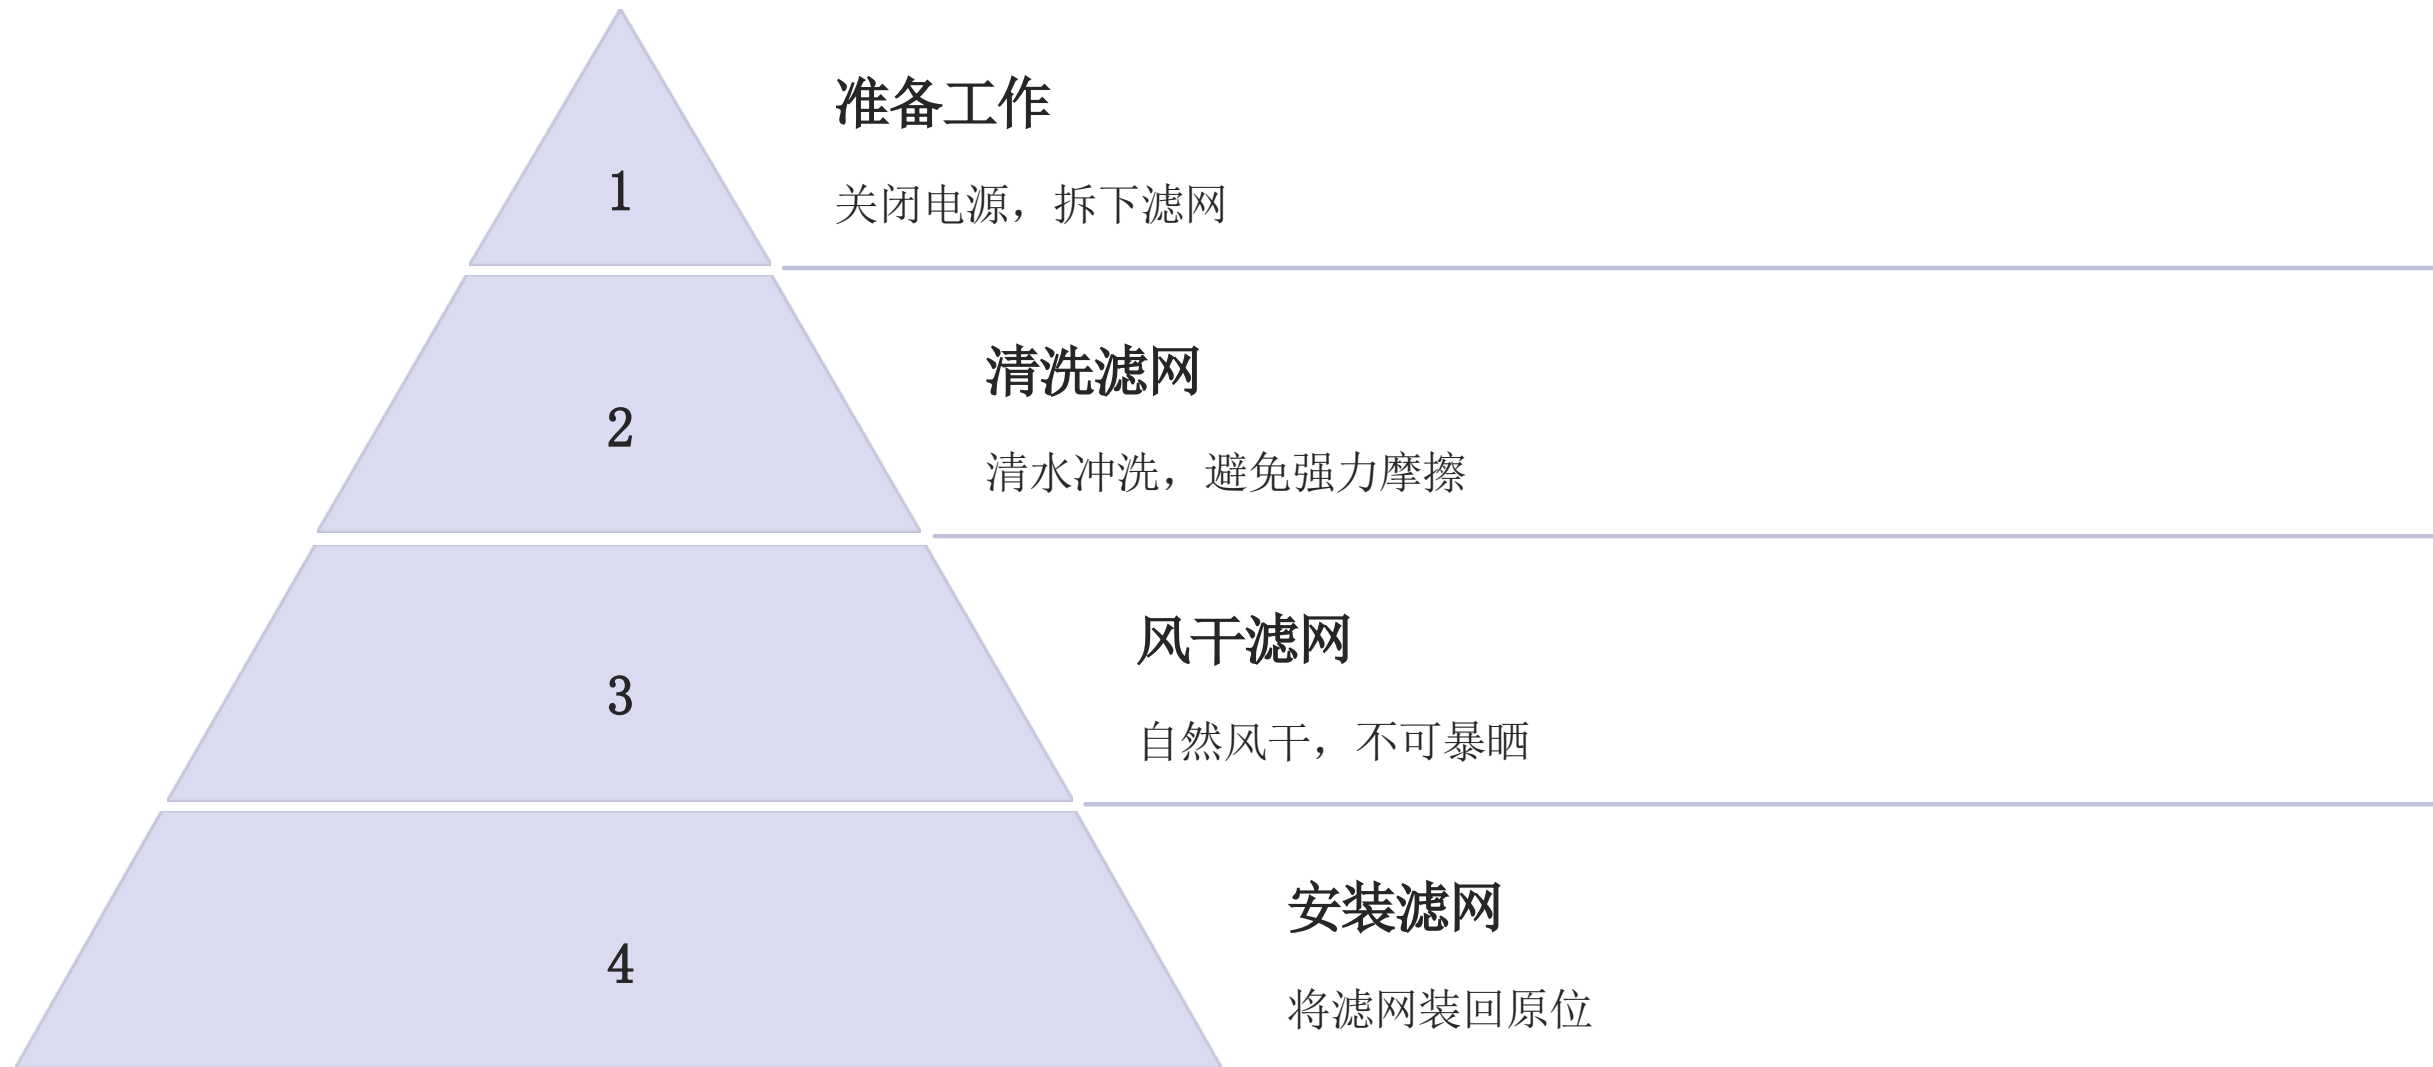 1
准备工作
关闭电源，拆下滤网
2
清洗滤网
清水冲洗，避免强力摩擦
3
风干滤网
自然风干，不可暴晒
4
安装滤网
将滤网装回原位